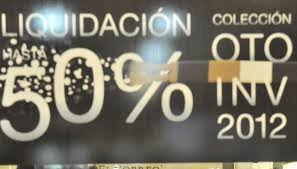 LIQUIDACIÓN
HASTA
50%
COLECCIÓN
OTO
INV
2012